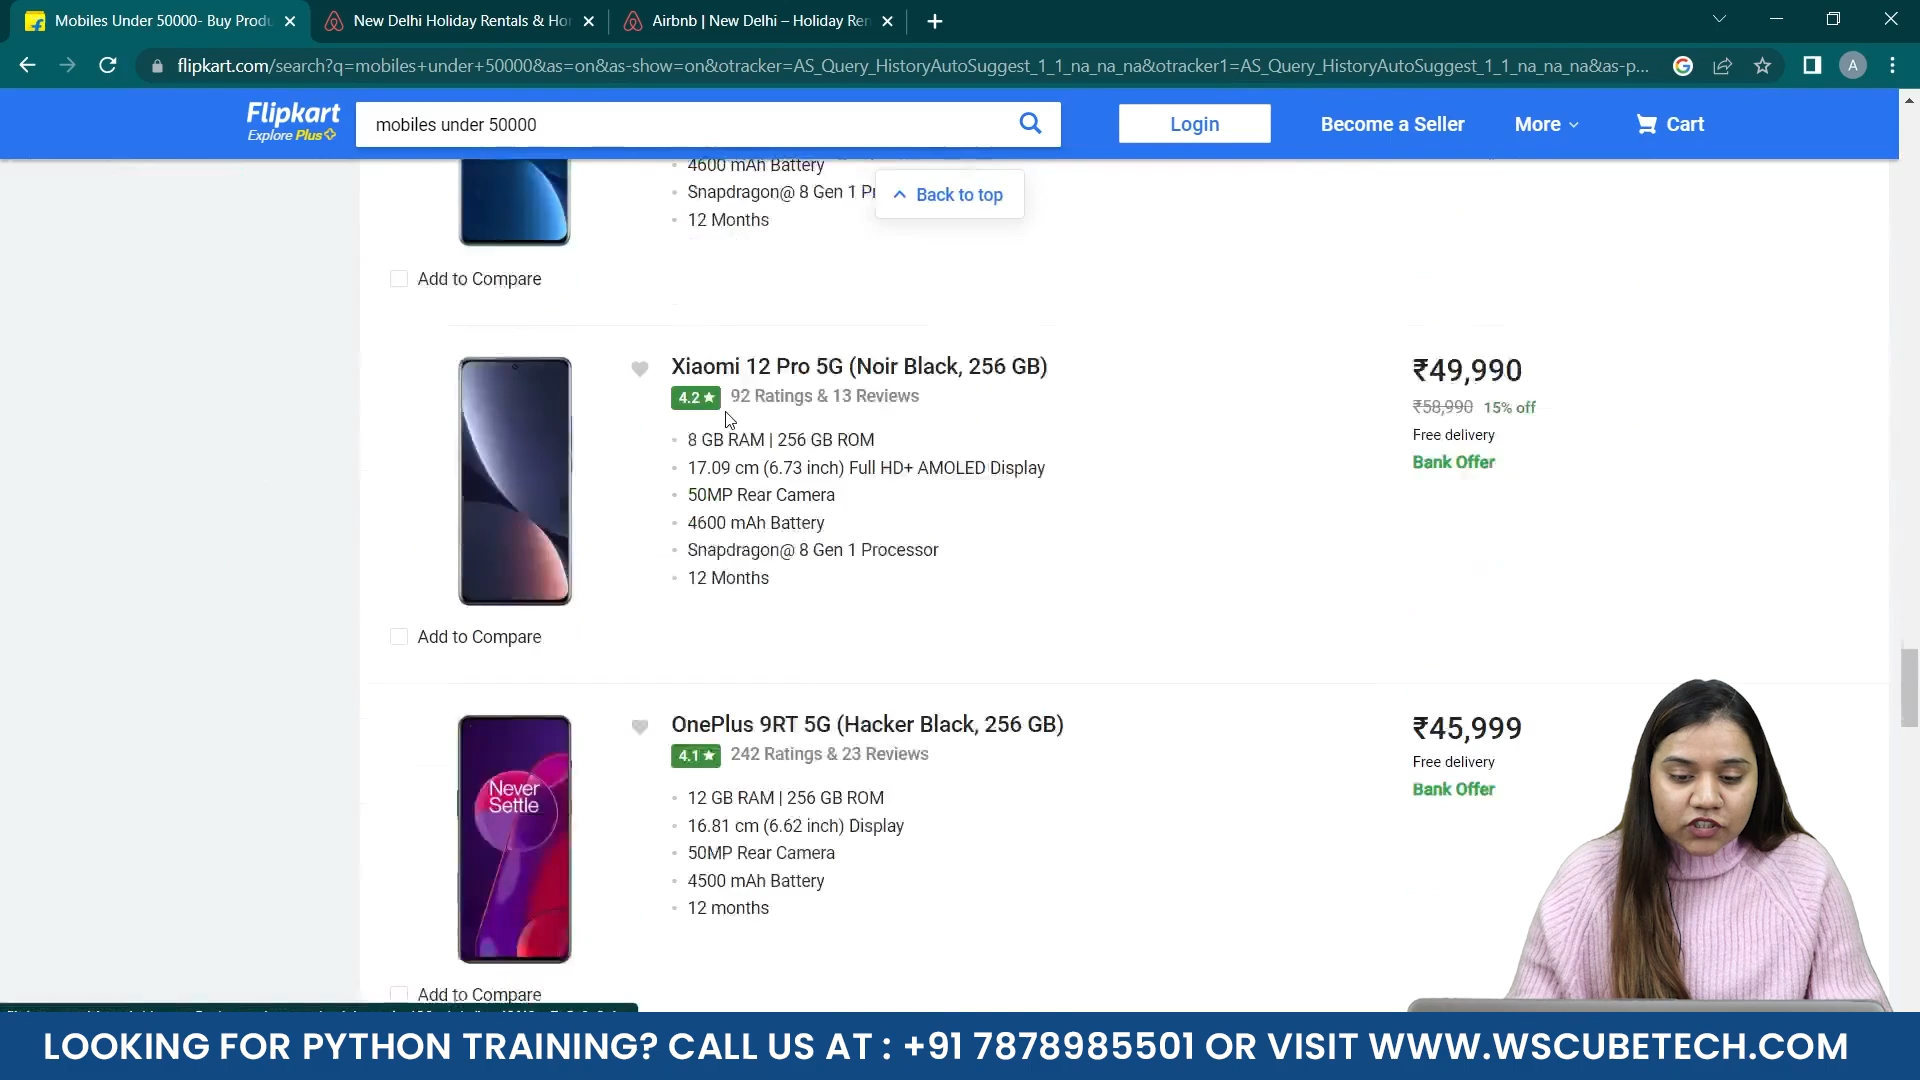 Mobiles Under 50000- Buy Produ
New Delhi Holiday Rentals & Ho
Airbnb | New Delhi – Holiday Ren
flipkart.com/search?q=mobiles+under+50000&as=on&as-show=on&otracker=AS_Query_HistoryAutoSuggest_1_1_na_na_na&otracker1=AS_Query_HistoryAutoSuggest_1_1_na_na_na&as-p...
A
Flipkart
Explore Plus
mobiles under 50000
Login
Become a Seller
More
Cart
4600 mAh Battery
Snapdragon@ 8 Gen 1 Pr
Back to top
12 Months
Add to Compare
Xiaomi 12 Pro 5G (Noir Black, 256 GB)
₹49,990
4.2 ★ 92 Ratings & 13 Reviews
₹58,990 15% off
8 GB RAM | 256 GB ROM
Free delivery
17.09 cm (6.73 inch) Full HD+ AMOLED Display
Bank Offer
50MP Rear Camera
4600 mAh Battery
Snapdragon@ 8 Gen 1 Processor
12 Months
Add to Compare
OnePlus 9RT 5G (Hacker Black, 256 GB)
₹45,999
4.1 ★ 242 Ratings & 23 Reviews
Free delivery
Never
Settle
12 GB RAM | 256 GB ROM
Bank Offer
16.81 cm (6.62 inch) Display
50MP Rear Camera
4500 mAh Battery
12 months
Add to Compare
LOOKING FOR PYTHON TRAINING? CALL US AT : +91 7878985501 OR VISIT WWW.WSCUBETECH.COM